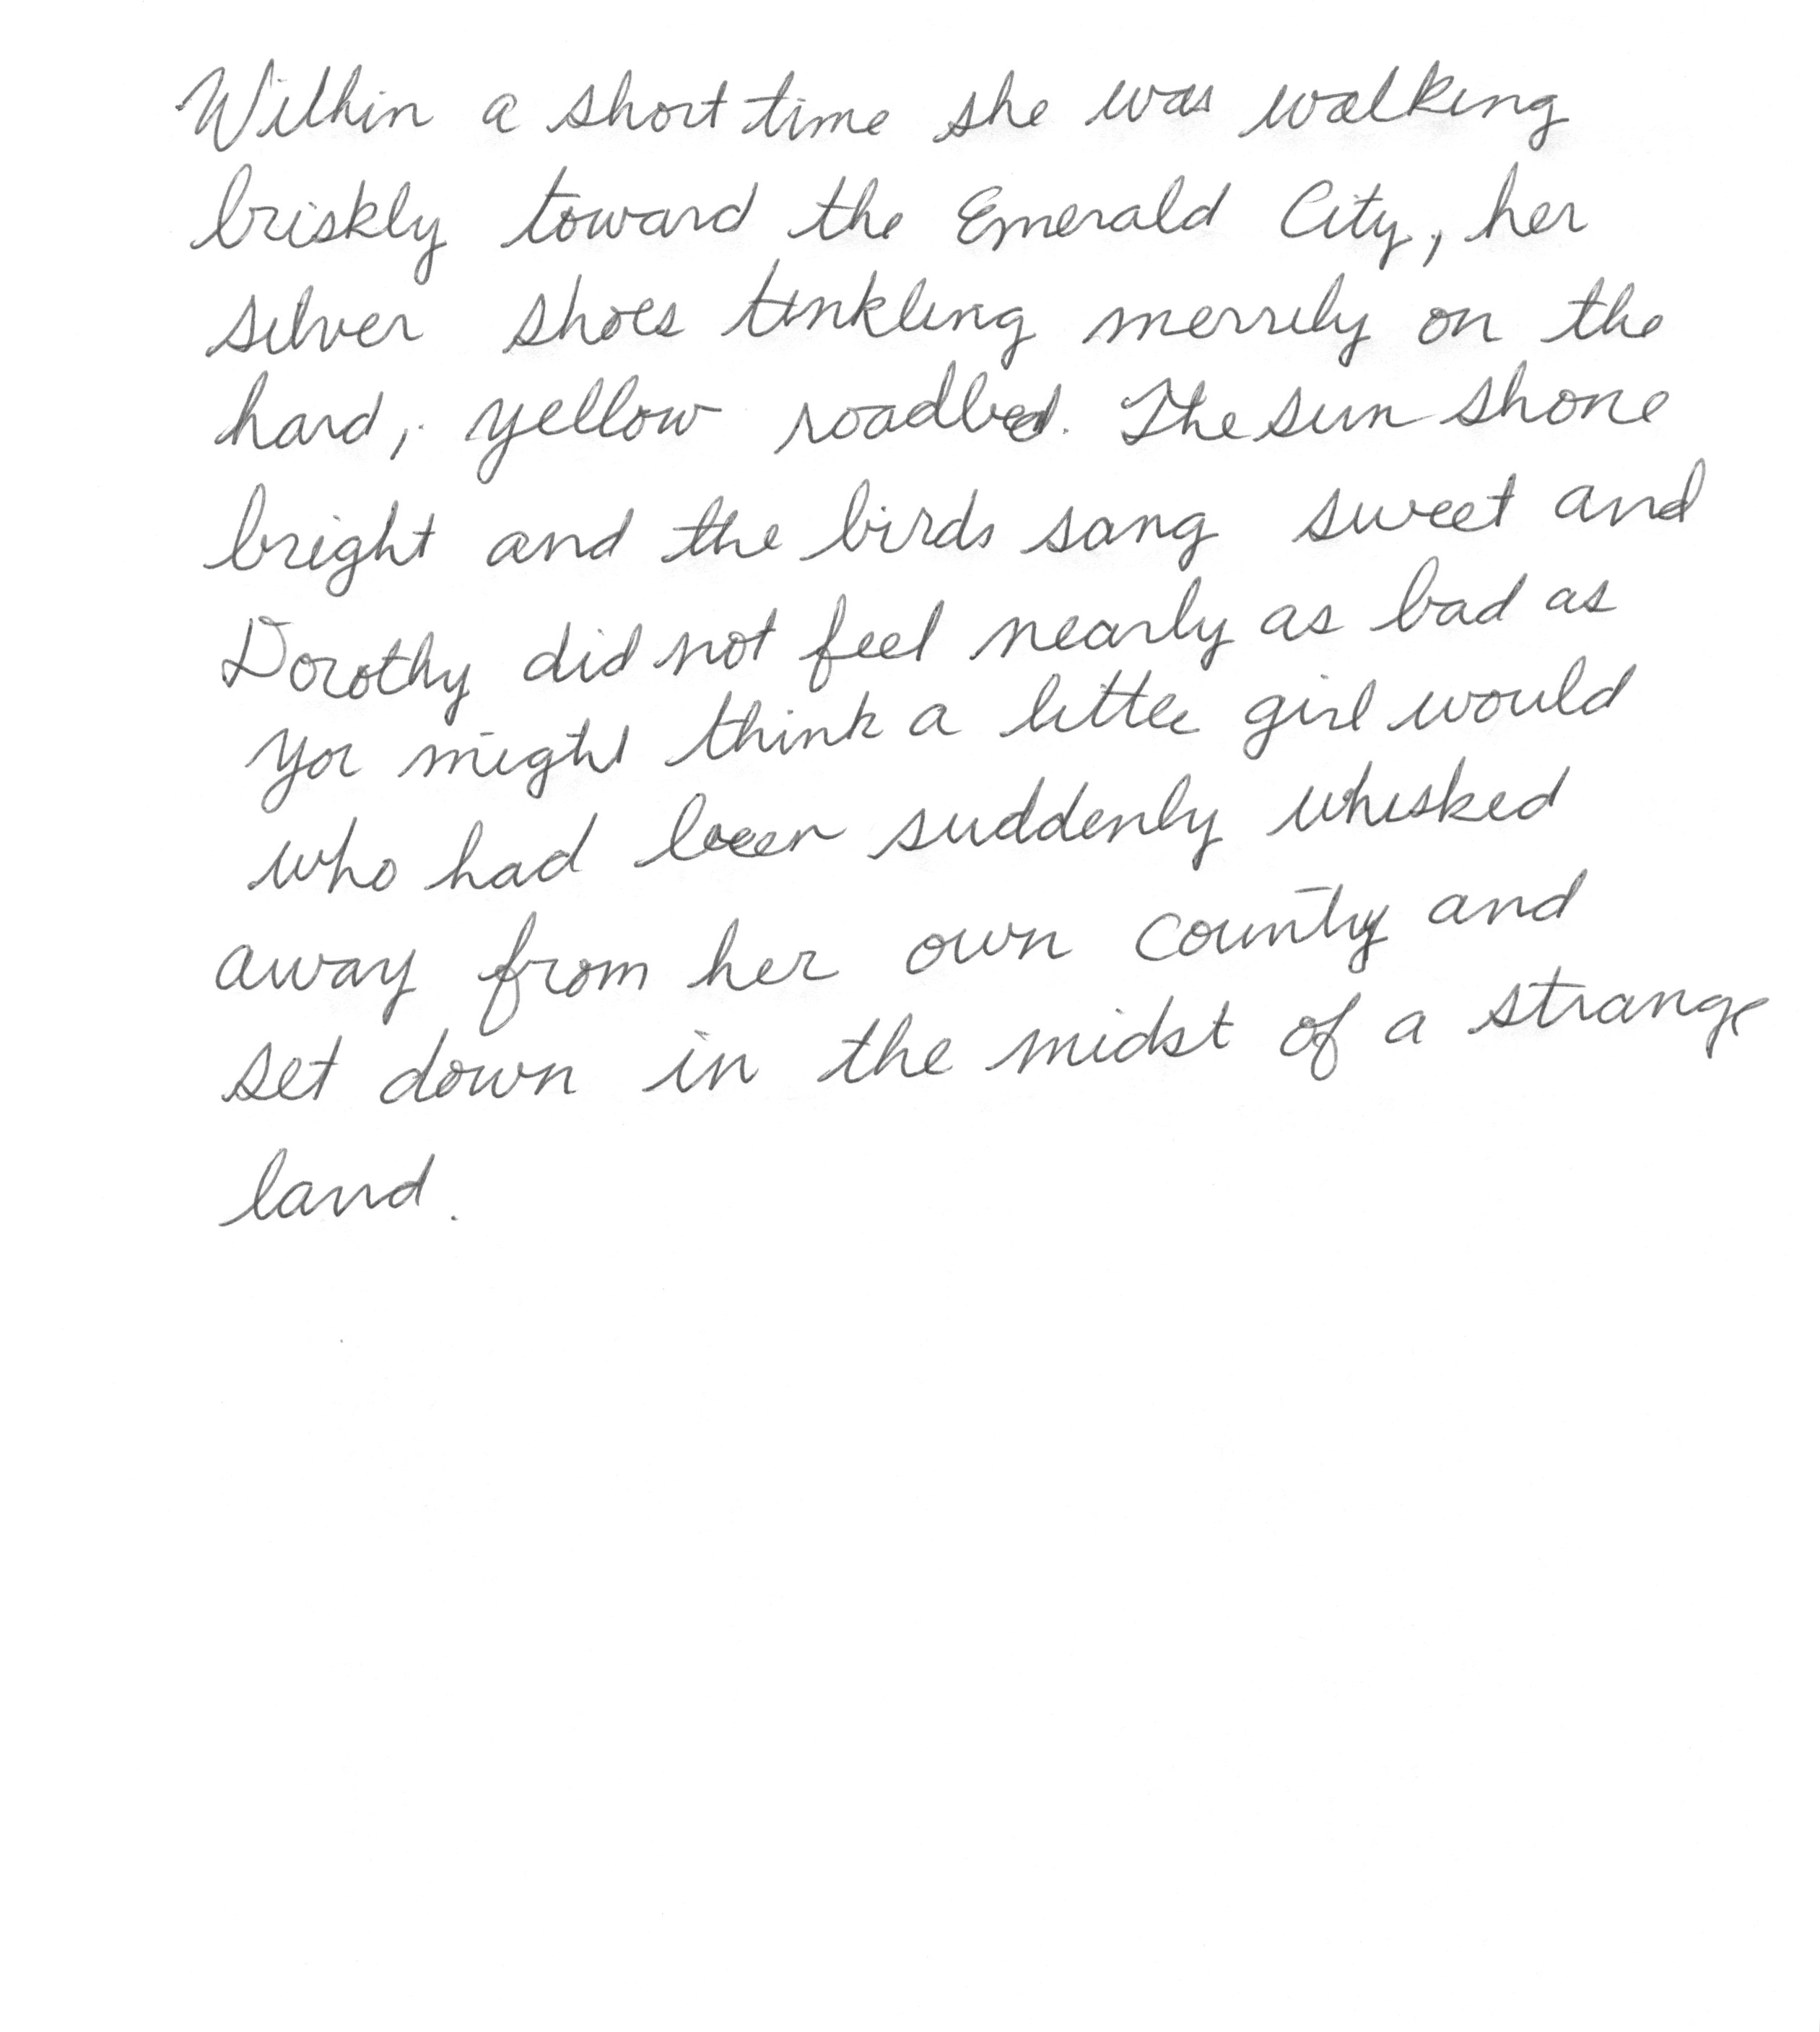 Within a short time she was walking
briskly toward the Emerald City, her
silver shoes tinkling merrily on the
hard, yellow roadbed. The sun shone
bright and the birds sang sweet and
Dorothy did not feel nearly as bad as
you might think a little girl would
who had been suddenly whisked
away from her own county and
set down in the midst of a strange
land.